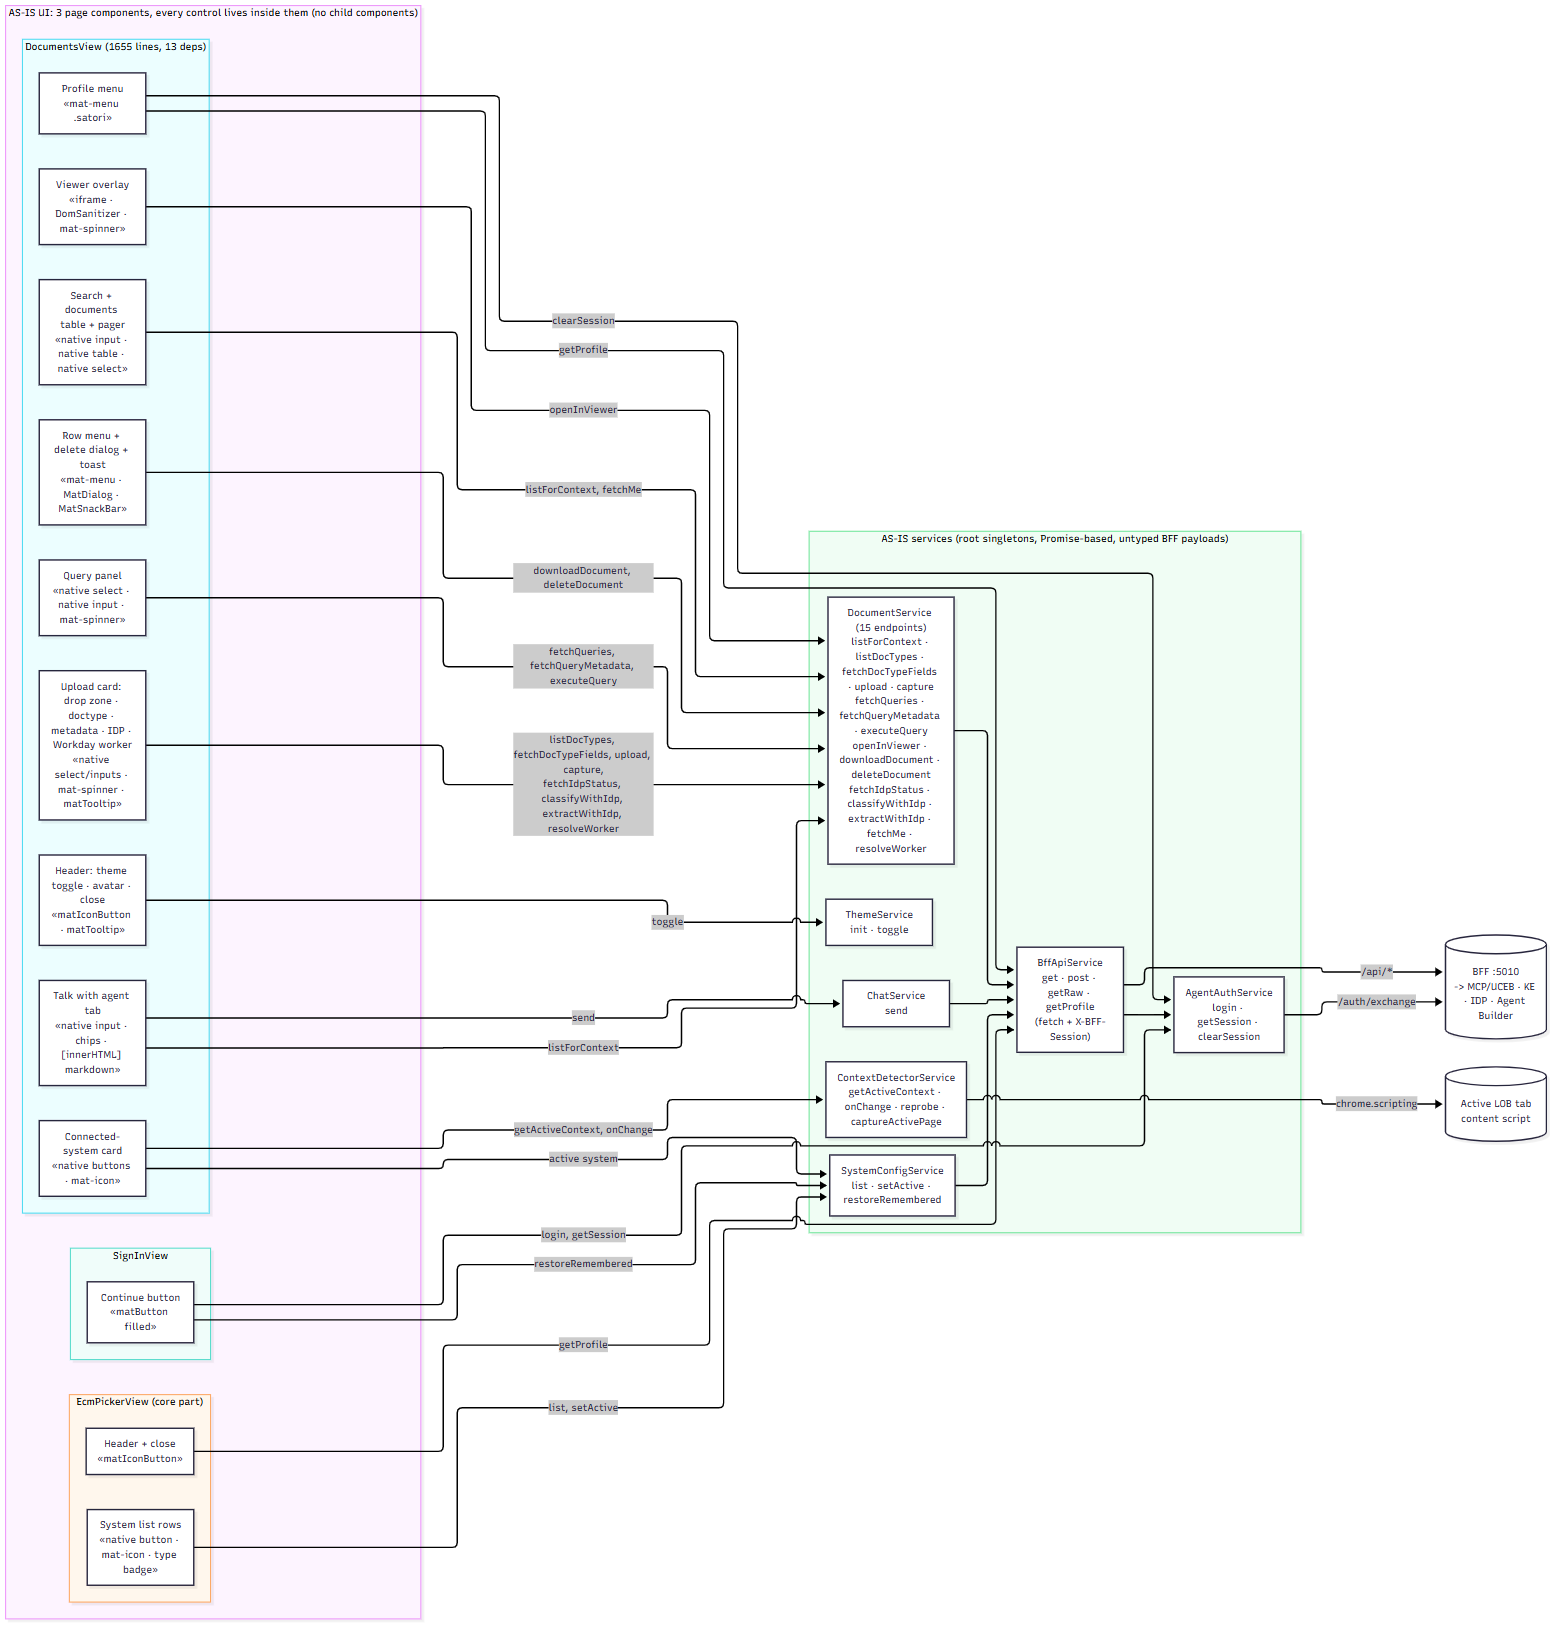 AS-IS UI: 3 page components, every control lives inside them (no child components)
DocumentsView (1655 lines, 13 deps)
Profile menu
«mat-menu
.satori»
Viewer overlay
«iframe ·
DomSanitizer ·
mat-spinner»
Search +
documents
table + pager
«native input ·
native table ·
native select»
Row menu +
delete dialog +
toast
«mat-menu ·
MatDialog ·
MatSnackBar»
Query panel
«native select ·
native input ·
mat-spinner»
Upload card:
drop zone ·
doctype ·
metadata · IDP ·
Workday worker
«native
select/inputs ·
mat-spinner ·
matTooltip»
Header: theme
toggle · avatar ·
close
«matIconButton
· matTooltip»
Talk with agent
tab
«native input ·
chips ·
[innerHTML]
markdown»
Connected-
system card
«native buttons
· mat-icon»
SignInView
Continue button
«matButton
filled»
EcmPickerView (core part)
Header + close
«matIconButton»
System list rows
«native button ·
mat-icon · type
badge»
clearSession
getProfile
openInViewer
listForContext, fetchMe
downloadDocument,
deleteDocument
fetchQueries,
fetchQueryMetadata,
executeQuery
listDocTypes,
fetchDocTypeFields, upload,
capture,
fetchIdpStatus,
classifyWithIdp,
extractWithIdp,
resolveWorker
toggle
send
listForContext
getActiveContext, onChange
active system
login, getSession
restoreRemembered
getProfile
list, setActive
AS-IS services (root singletons, Promise-based, untyped BFF payloads)
DocumentService
(15 endpoints)
listForContext ·
listDocTypes ·
fetchDocTypeFields
· upload · capture
fetchQueries ·
fetchQueryMetadata
· executeQuery
openInViewer ·
downloadDocument ·
deleteDocument
fetchIdpStatus ·
classifyWithIdp ·
extractWithIdp ·
fetchMe ·
resolveWorker
ThemeService
init · toggle
ChatService
send
ContextDetectorService
getActiveContext ·
onChange · reprobe ·
captureActivePage
SystemConfigService
list · setActive ·
restoreRemembered
BffApiService
get · post ·
getRaw ·
getProfile
(fetch + X-BFF-
Session)
AgentAuthService
login ·
getSession ·
clearSession
/api/*
/auth/exchange
chrome.scripting
BFF :5010
-> MCP/UCEB · KE
· IDP · Agent
Builder
Active LOB tab
content script